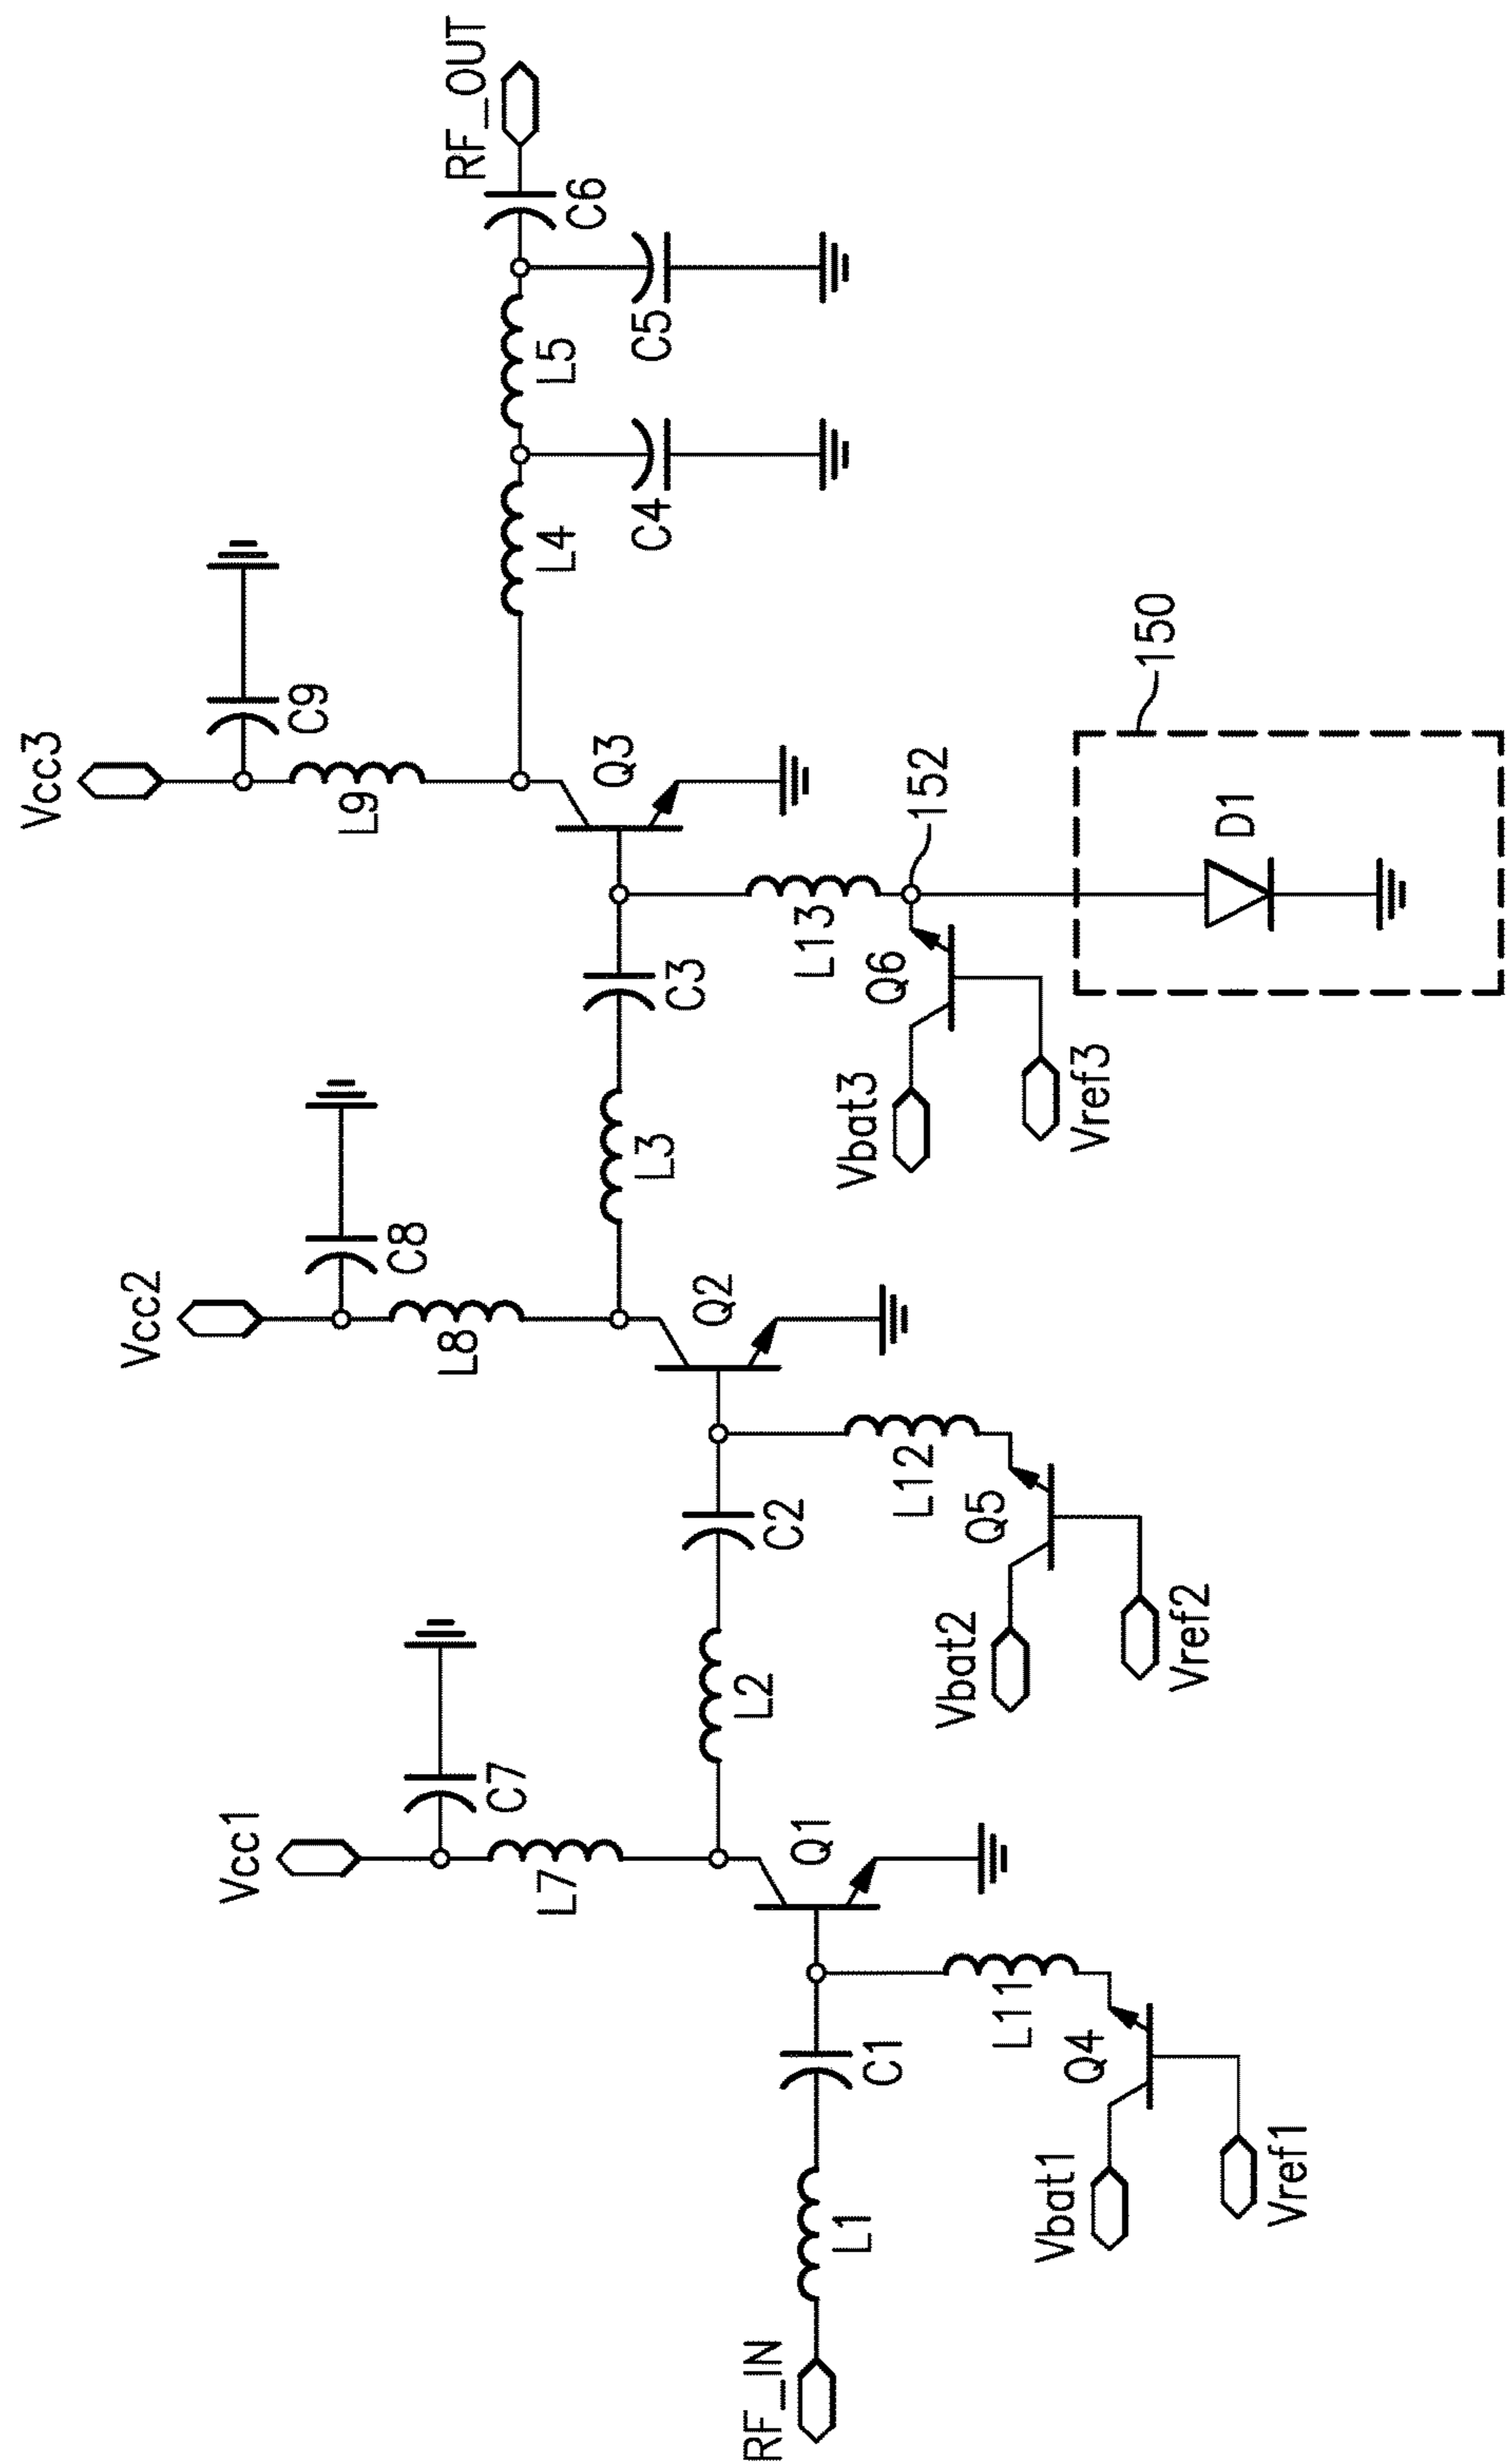 RF_IN
L1
C1
Vbat1
Vref1
Q4
L11
Q1
Vcc1
C7
L7
L2
C2
Vbat2
Vref2
Q5
L12
Q2
Vcc2
C8
L8
L3
C3
Vbat3
Vref3
Q6
L13
152
150
D1
Q3
Vcc3
C9
L9
L4
C4
L5
C5
C6
RF_OUT